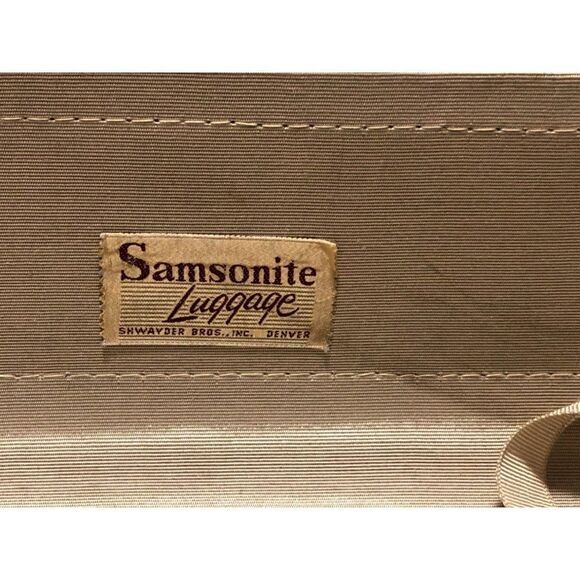 Samsonite
Luggage
SHWAYDER BROS., INC. DENVER